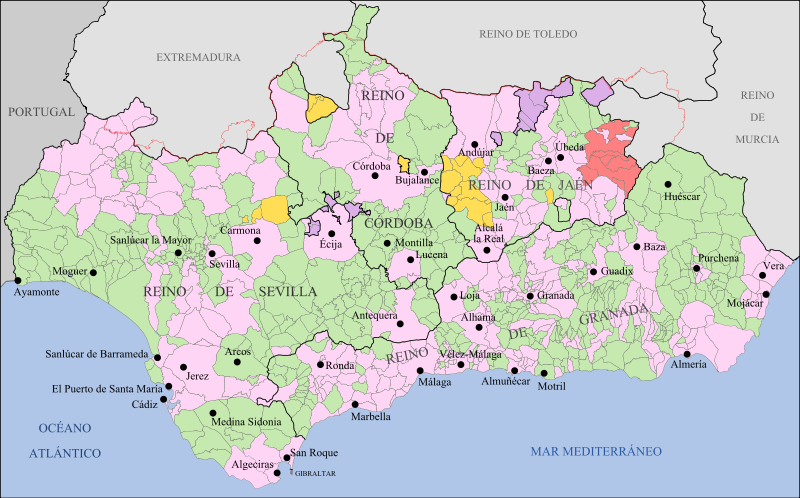 REINO DE TOLEDO
EXTREMADURA
PORTUGAL
REINO
DE
MURCIA
REINO
DE
CÓRDOBA
Córdoba
Bujalance
Montilla
Lucena
Andújar
Úbeda
Baeza
REINO DE JAÉN
Jaén
Alcalá
la Real
Huéscar
Carmona
Écija
Sanlúcar la Mayor
Sevilla
Moguer
Ayamonte
REINO DE SEVILLA
Baza
Purchena
Vera
Mojácar
Guadix
Granada
Loja
Alhama
Antequera
REINO DE GRANADA
Sanlúcar de Barrameda
Arcos
Jerez
El Puerto de Santa María
Cádiz
Ronda
Vélez-Málaga
Málaga
Almuñécar
Motril
Almería
Marbella
Medina Sidonia
San Roque
Algeciras
GIBRALTAR
OCÉANO
ATLÁNTICO
MAR MEDITERRÁNEO